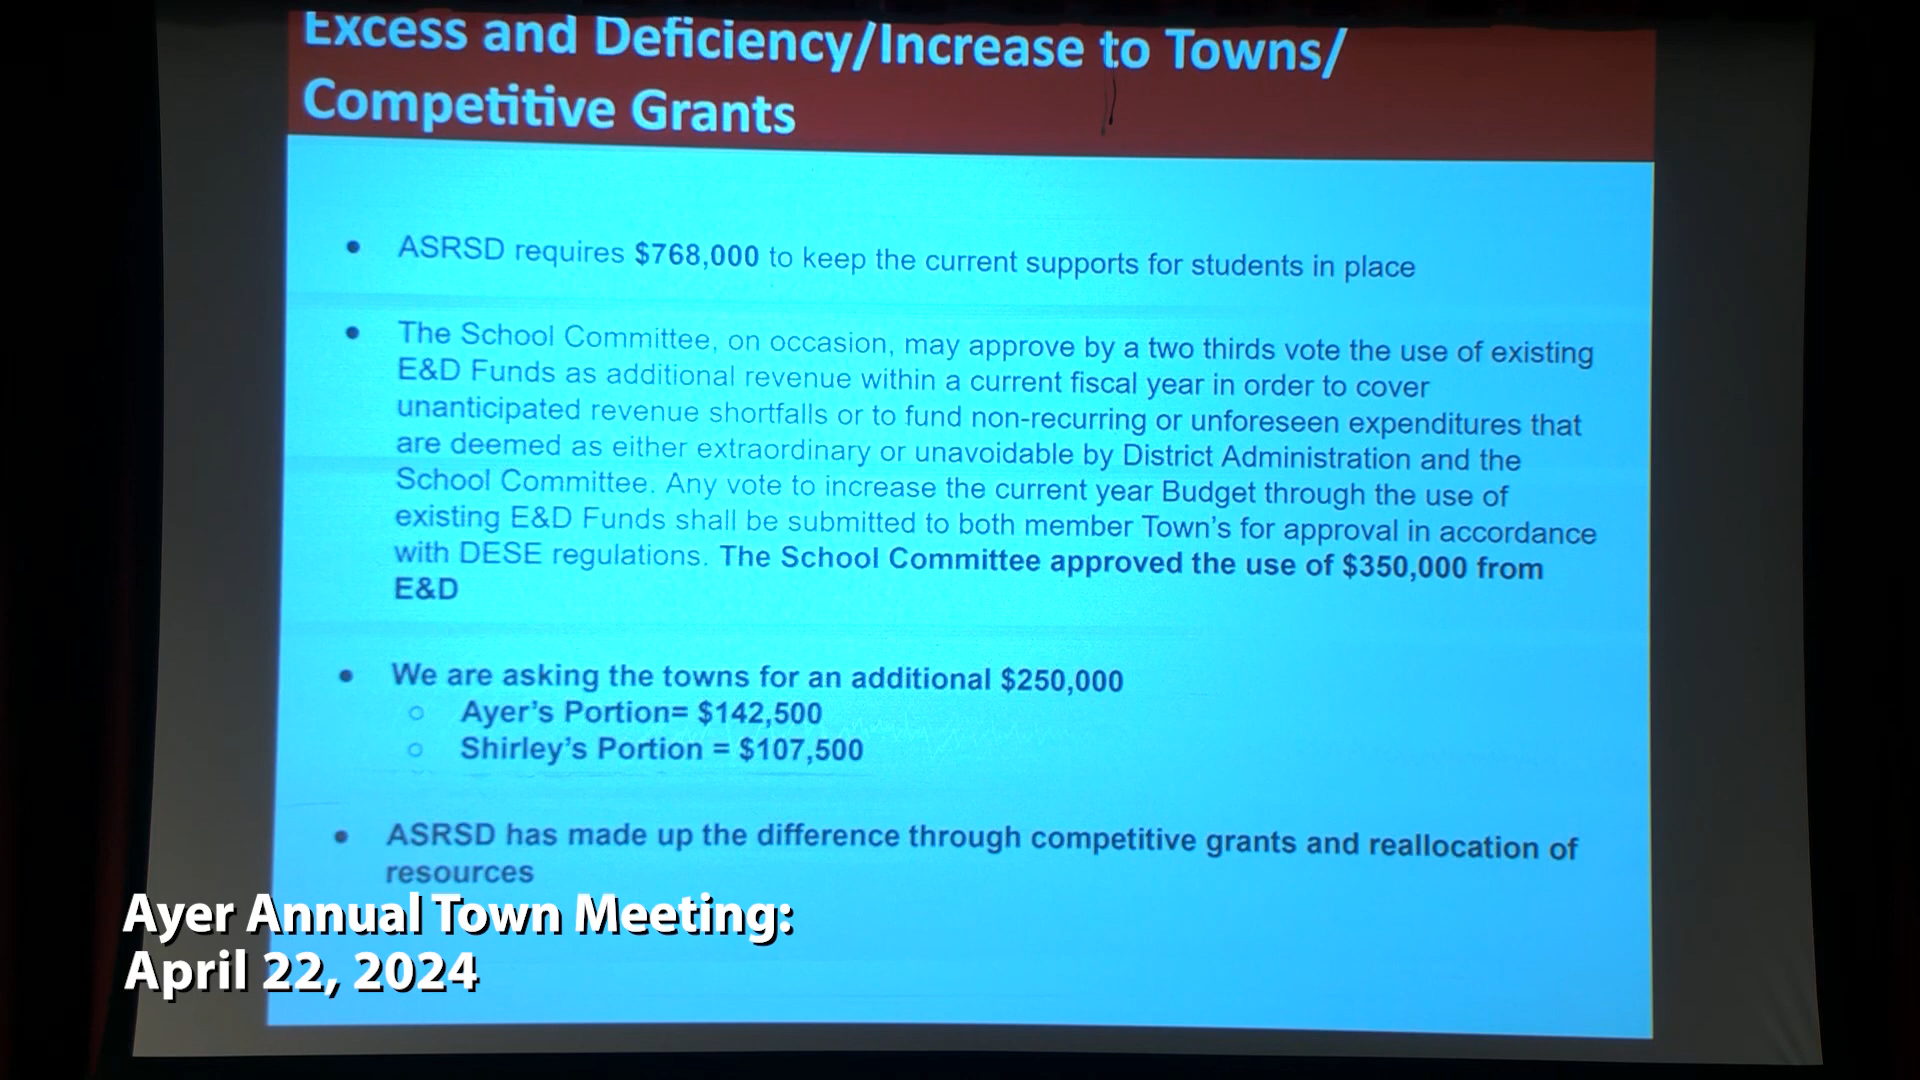 Excess and Deficiency/Increase to Towns/
Competitive Grants
● ASRSD requires $768,000 to keep the current supports for students in place
● The School Committee, on occasion, may approve by a two thirds vote the use of existing
E&D Funds as additional revenue within a current fiscal year in order to cover
unanticipated revenue shortfalls or to fund non-recurring or unforeseen expenditures that
are deemed as either extraordinary or unavoidable by District Administration and the
School Committee. Any vote to increase the current year Budget through the use of
existing E&D Funds shall be submitted to both member Town's for approval in accordance
with DESE regulations. The School Committee approved the use of $350,000 from
E&D
● We are asking the towns for an additional $250,000
○ Ayer's Portion= $142,500
○ Shirley's Portion = $107,500
● ASRSD has made up the difference through competitive grants and reallocation of
resources
Ayer Annual Town Meeting:
April 22, 2024